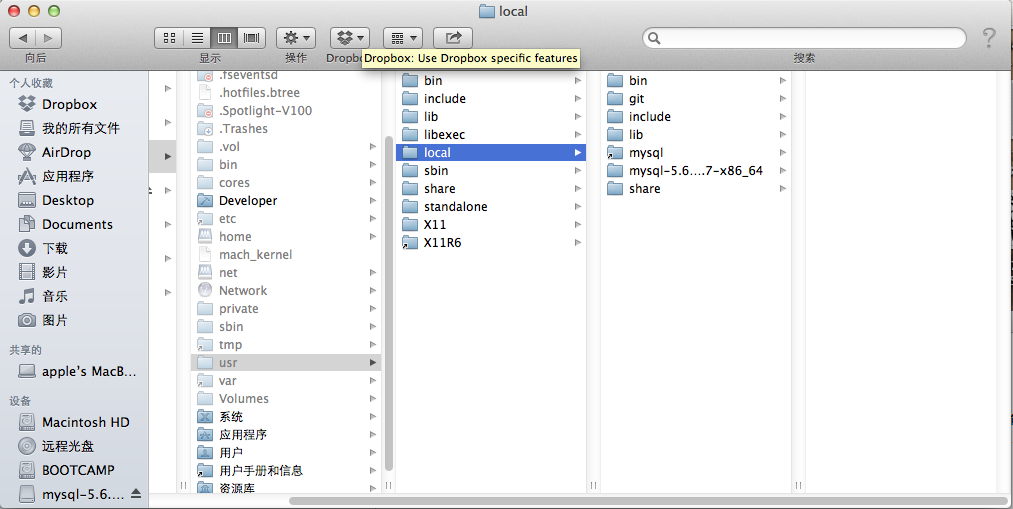 local
向后
显示
操作
Dropb
Dropbox: Use Dropbox specific features
搜索
个人收藏
Dropbox
我的所有文件
AirDrop
应用程序
Desktop
Documents
下载
影片
音乐
图片
共享的
apple's MacB...
设备
Macintosh HD
远程光盘
BOOTCAMP
mysql-5.6....
.fseventsd
.hotfiles.btree
.Spotlight-V100
.Trashes
.vol
bin
cores
Developer
etc
home
mach_kernel
net
Network
private
sbin
tmp
usr
var
Volumes
系统
应用程序
用户
用户手册和信息
资源库
bin
include
lib
libexec
local
sbin
share
standalone
X11
X11R6
bin
git
include
lib
mysql
mysql-5.6....7-x86_64
share